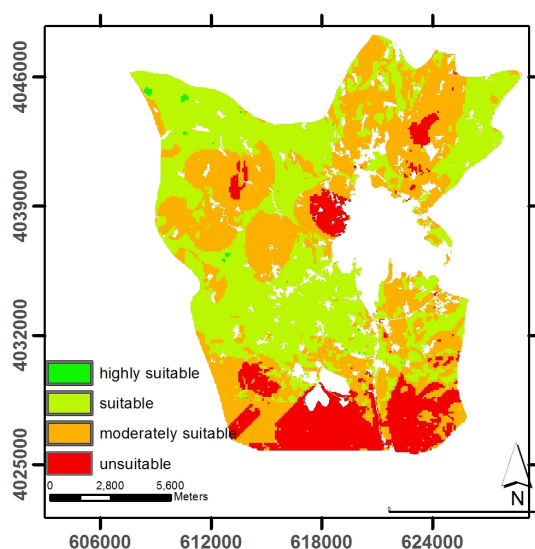 4046000
4039000
4032000
4025000
highly suitable
suitable
moderately suitable
unsuitable
0 2,800 5,600
Meters
N
606000 612000 618000 624000